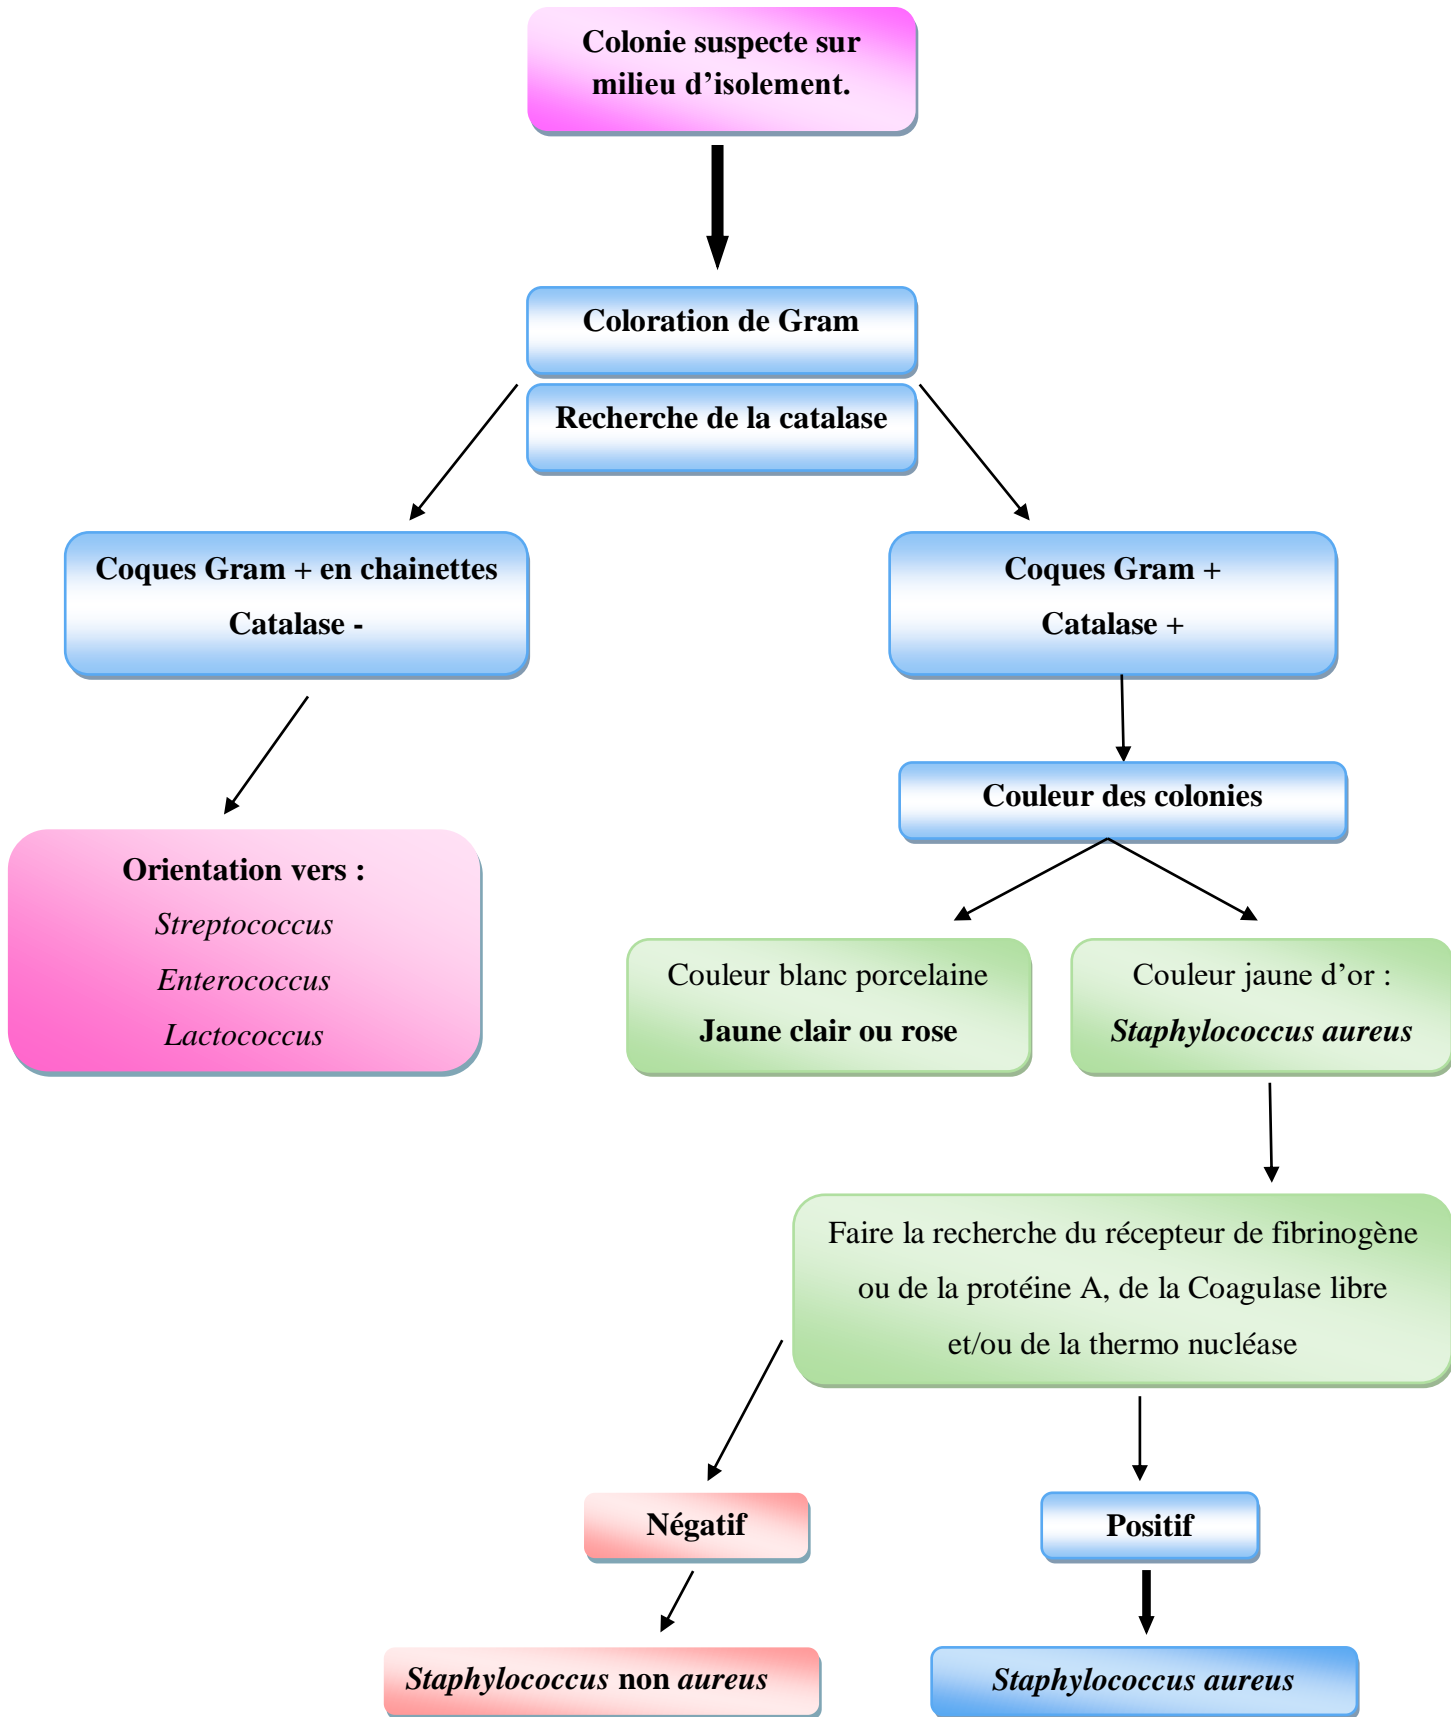 Colonie suspecte sur
milieu d’isolement.
Coloration de Gram
Recherche de la catalase
Coques Gram + en chainettes
Catalase -
Coques Gram +
Catalase +
Couleur des colonies
Orientation vers :
Streptococcus
Enterococcus
Lactococcus
Couleur blanc porcelaine
Jaune clair ou rose
Couleur jaune d’or :
Staphylococcus aureus
Faire la recherche du récepteur de fibrinogène
ou de la protéine A, de la Coagulase libre
et/ou de la thermo nucléase
Négatif
Positif
Staphylococcus non aureus
Staphylococcus aureus